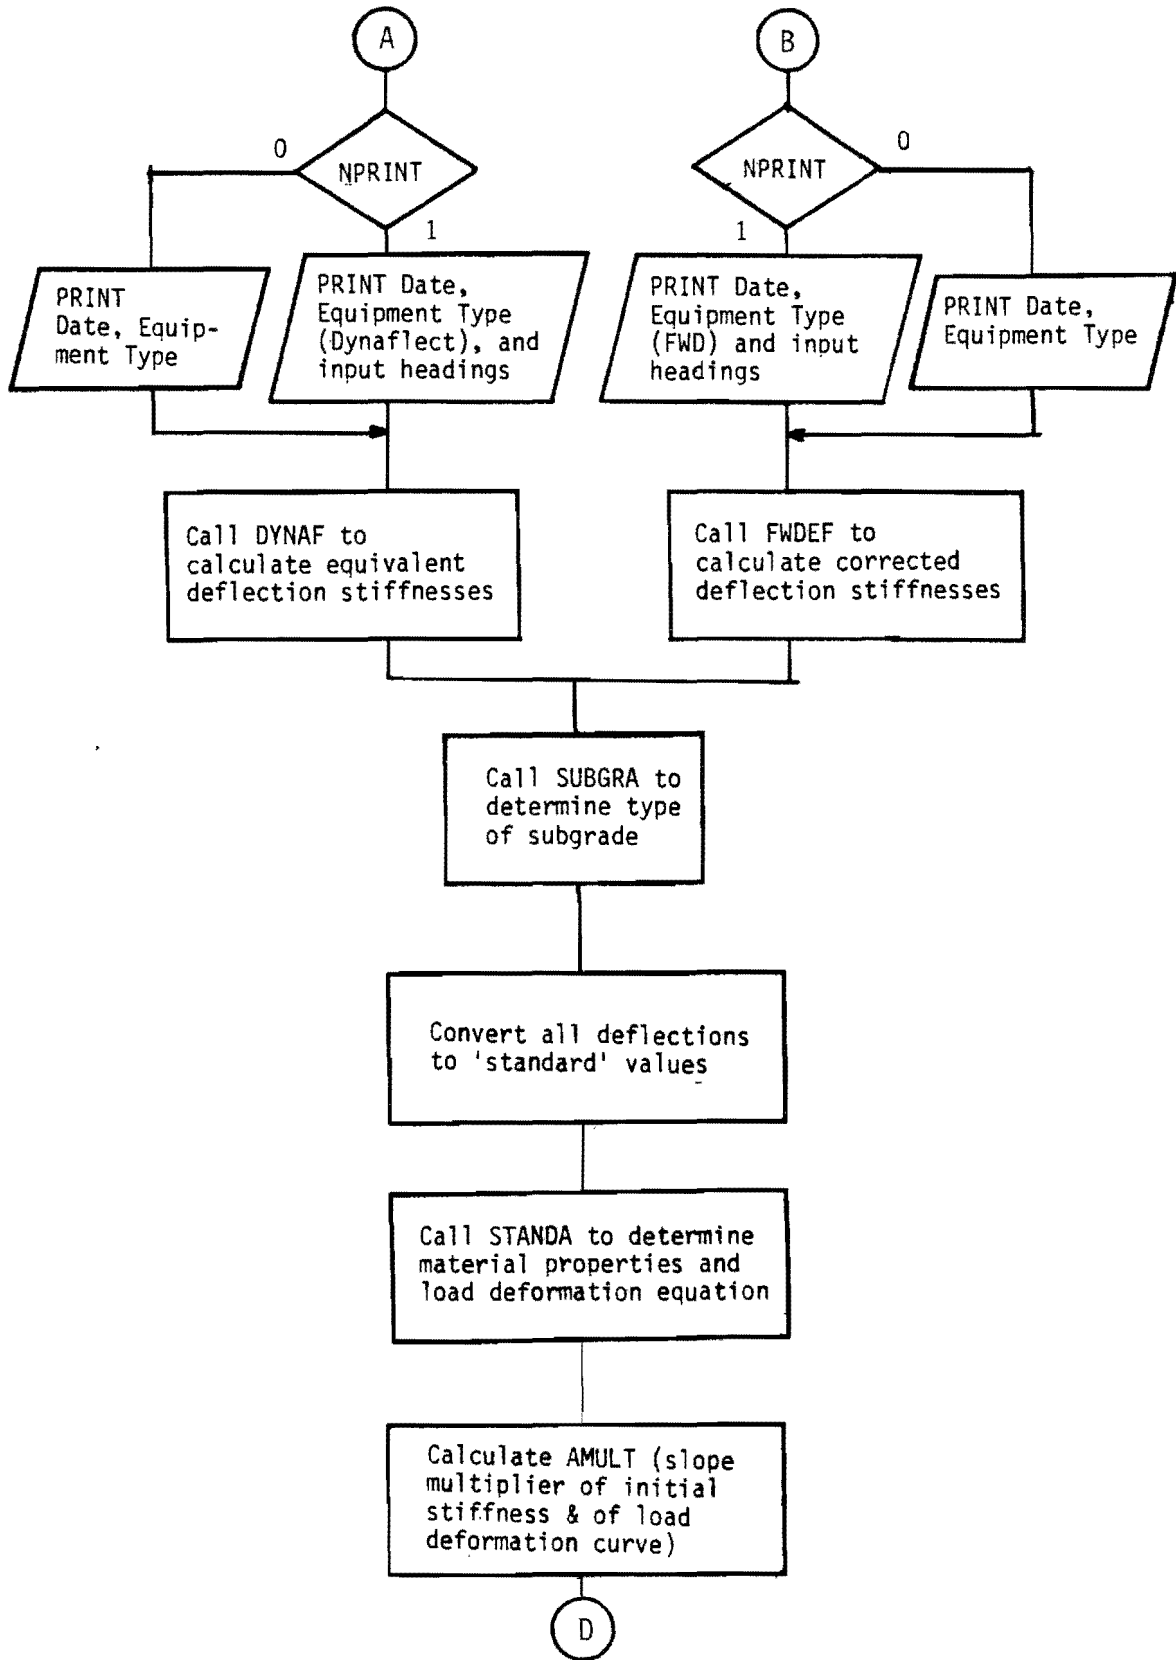 A
B
0
NPRINT
1
NPRINT
0
1
PRINT
Date, Equip-
ment Type
PRINT Date,
Equipment Type
(Dynaflect), and
input headings
PRINT Date,
Equipment Type
(FWD) and input
headings
PRINT Date,
Equipment Type
Call DYNAF to
calculate equivalent
deflection stiffnesses
Call FWDEF to
calculate corrected
deflection stiffnesses
Call SUBGRA to
determine type
of subgrade
Convert all deflections
to 'standard' values
Call STANDA to determine
material properties and
load deformation equation
Calculate AMULT (slope
multiplier of initial
stiffness & of load
deformation curve)
D